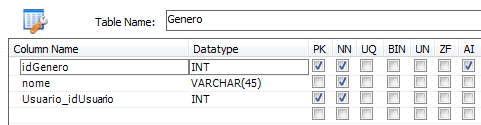 Table Name: Genero
Column Name Datatype PK NN UQ BIN UN ZF AI
idGenero INT
nome VARCHAR(45)
Usuario_idUsuario INT